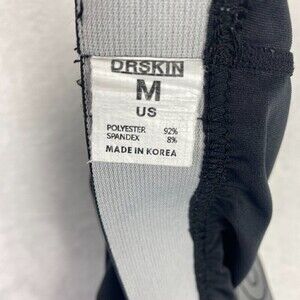 DRSKIN
M
US
POLYESTER 92%
SPANDEX 8%
MADE IN KOREA